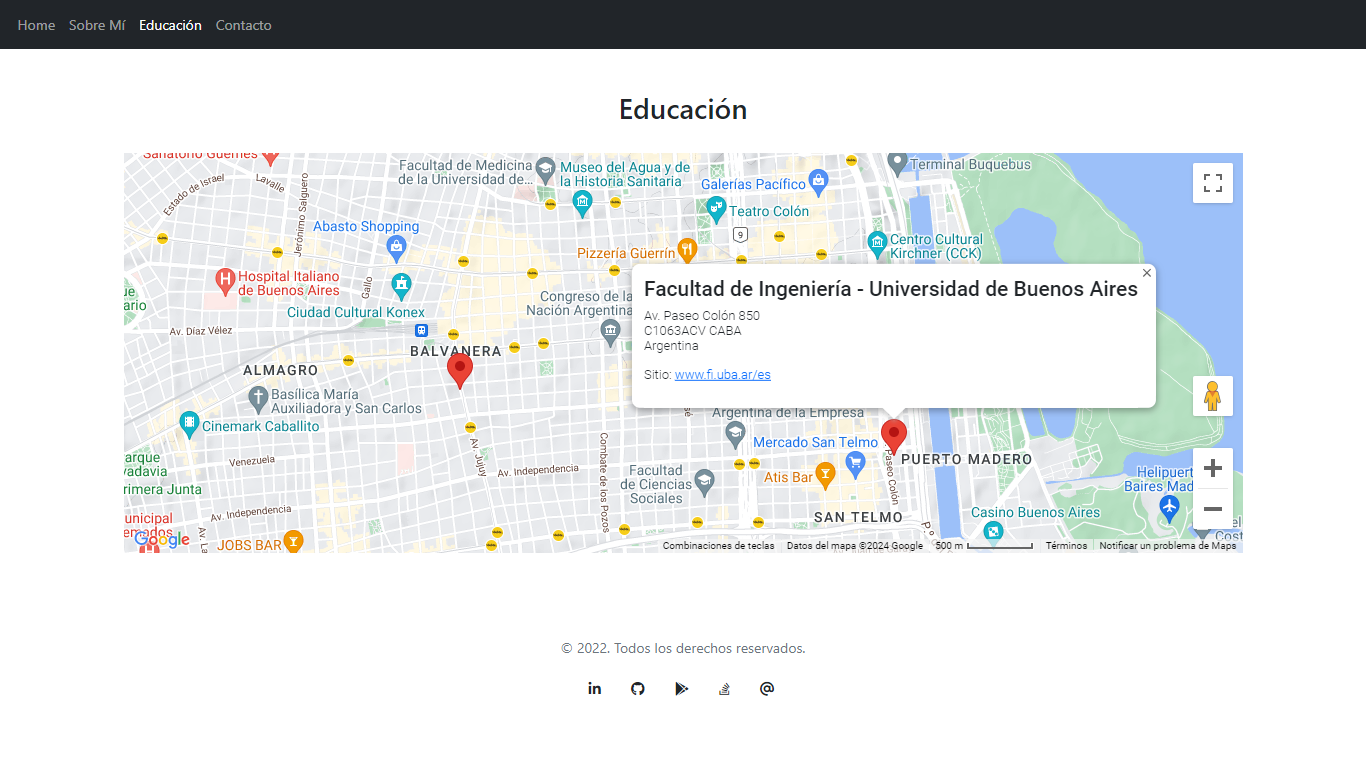 Home Sobre Mí Educación Contacto
Educación
Sanatorio Güemes
Facultad de Medicina
de la Universidad de...
Museo del Agua y de
la Historia Sanitaria
Terminal Buquebus
Estado de Israel
Lavalle
Jerónimo Salguero
Galerías Pacífico
Teatro Colón
Abasto Shopping
9
Pizzería Güerrín
Centro Cultural
Kirchner (CCK)
Hospital Italiano
de Buenos Aires
Gallo
Ciudad Cultural Konex
Congreso de la
Nación Argentina
Facultad de Ingeniería - Universidad de Buenos Aires
Av. Paseo Colón 850
C1063ACV CABA
Argentina
Sitio: www.fi.uba.ar/es
Av. Díaz Vélez
BALVANERA
ALMAGRO
Basílica María
Auxiliadora y San Carlos
Cinemark Caballito
Argentina de la Empresa
Mercado San Telmo
PUERTO MADERO
Venezuela
Av. Jujuy
Av. Independencia
Combate de los Pozos
Facultad
de Ciencias
Sociales
Atis Bar
Paseo Colón
Helipuert
Baires Mad
arque
vadavia
rimera Junta
Av. Independencia
SAN TELMO
Casino Buenos Aires
unicipal
JOBS BAR
Google
Combinaciones de teclas Datos del mapa ©2024 Google 500 m Términos Notificar un problema de Maps
© 2022. Todos los derechos reservados.